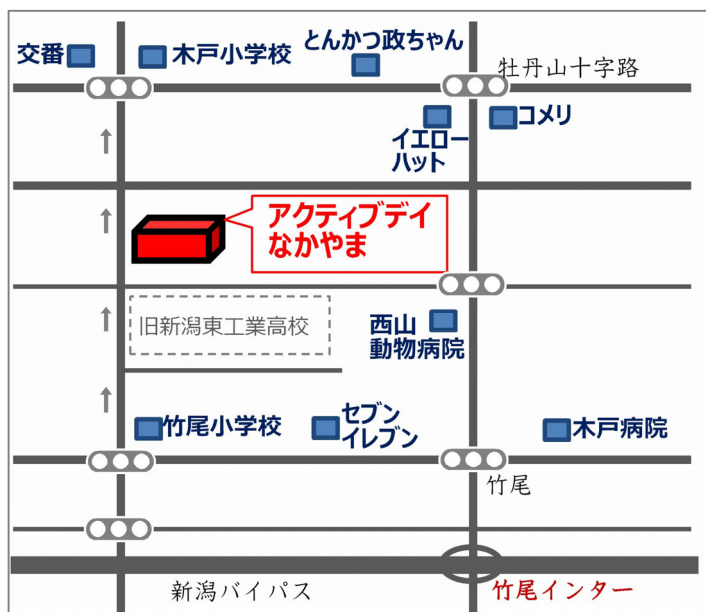 交番
木戸小学校
とんかつ政ちゃん
牡丹山十字路
イエロー
ハット
コメリ
アクティブデイ
なかやま
旧新潟東工業高校
西山
動物病院
竹尾小学校
セブン
イレブン
木戸病院
竹尾
新潟バイパス
竹尾インター